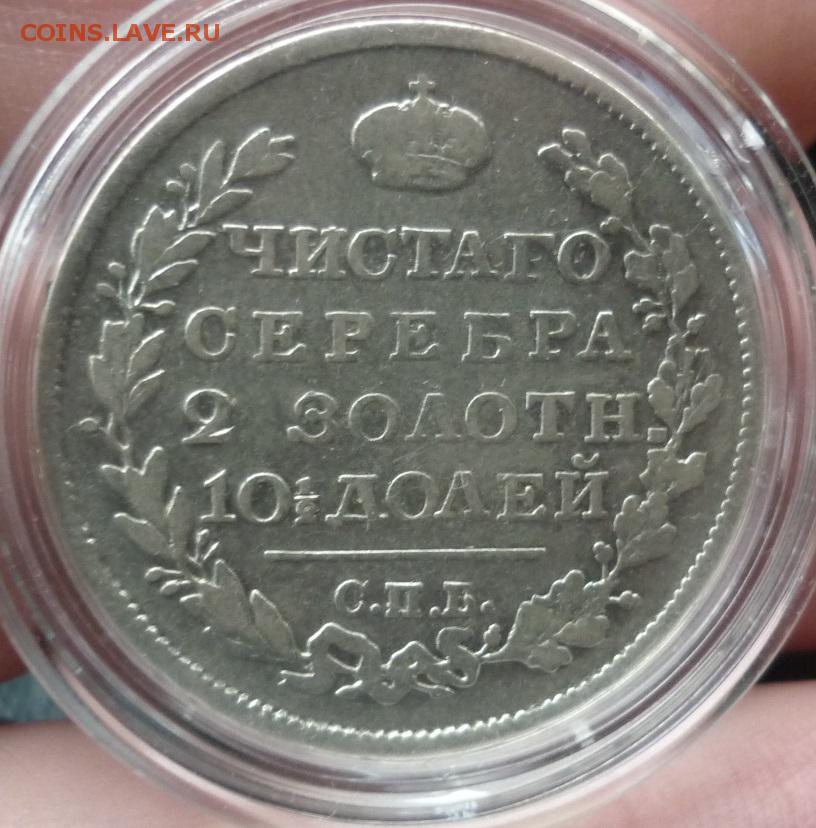 COINS.LAVE.RU
ЧИСТАГО
СЕРЕБРА
2 ЗОЛОТН.
10½ ДОЛЕЙ
С.П.Б.